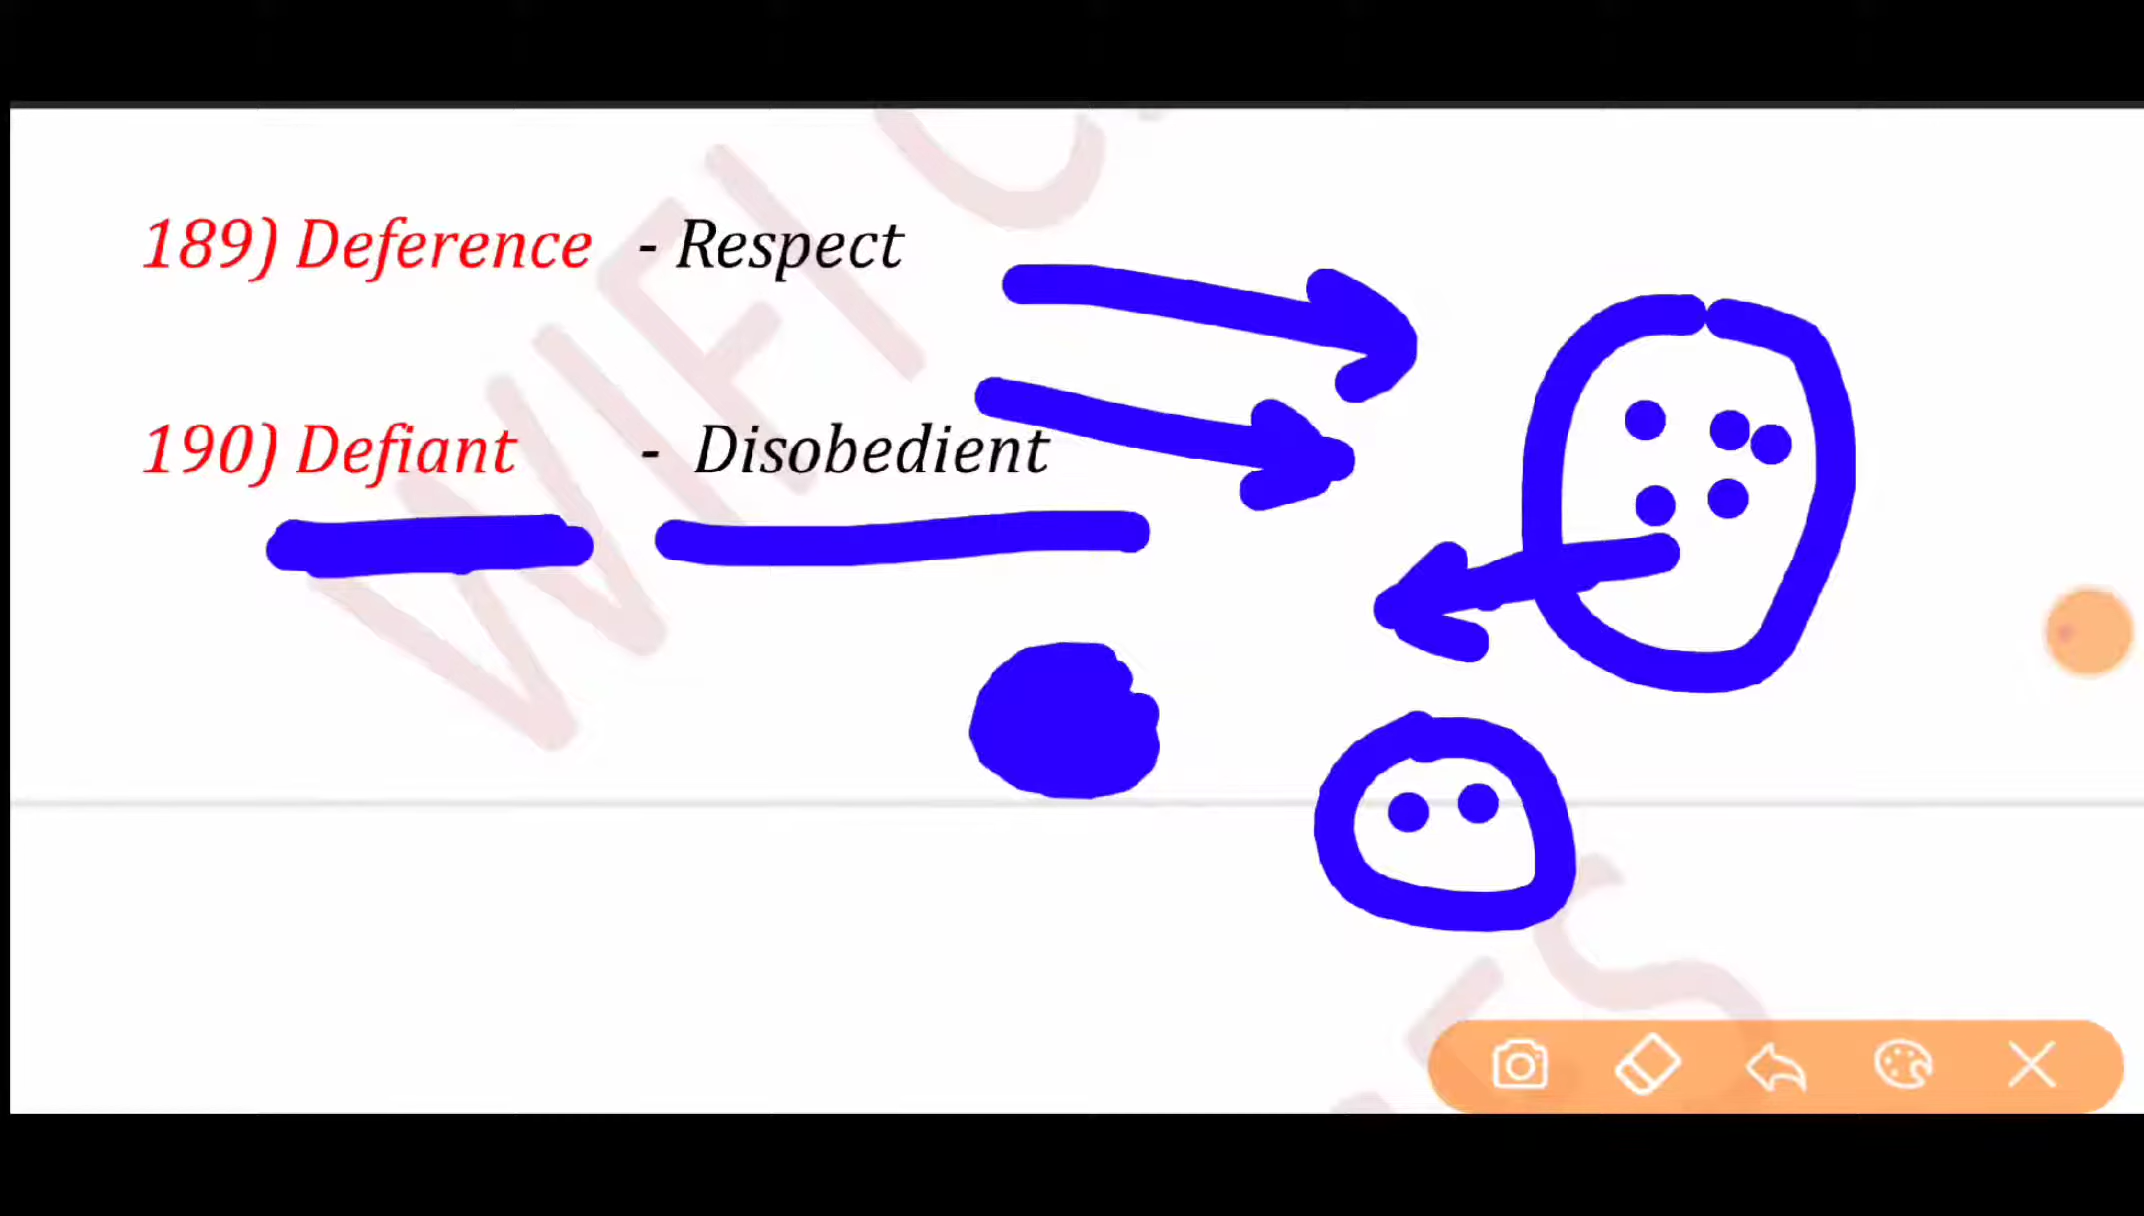 189) Deference - Respect
190) Defiant - Disobedient